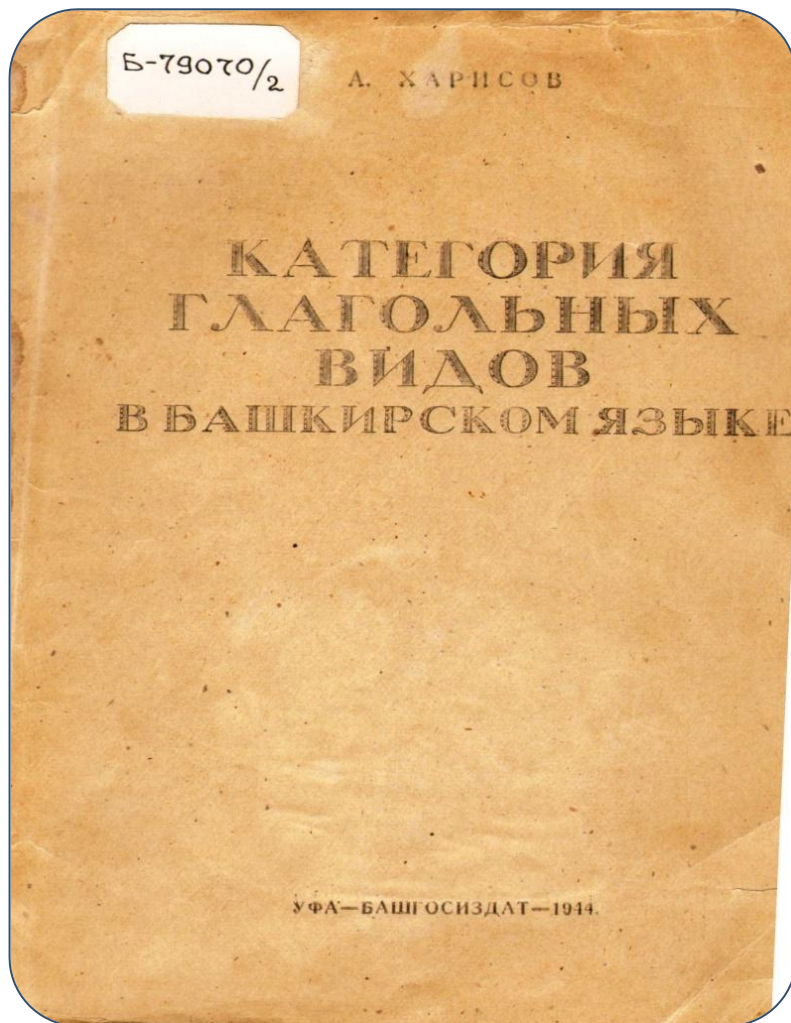 Б-79070/2
А. ХАРИСОВ
КАТЕГОРИЯ
ГЛАГОЛЬНЫХ
ВИДОВ
В БАШКИРСКОМ ЯЗЫКЕ
УФА—БАШГОСИЗДАТ—1944.